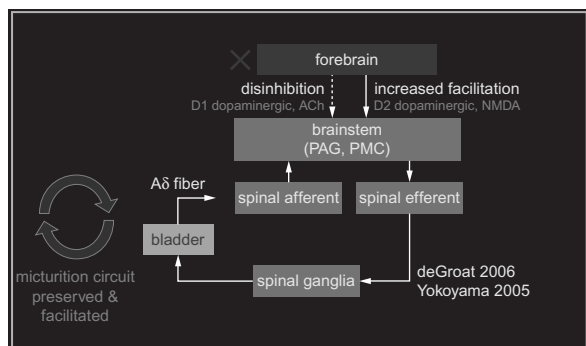 forebrain
disinhibition
D1 dopaminergic, ACh
increased facilitation
D2 dopaminergic, NMDA
brainstem
(PAG, PMC)
Aδ fiber
spinal afferent
spinal efferent
bladder
micturition circuit
preserved &
facilitated
spinal ganglia
deGroat 2006
Yokoyama 2005